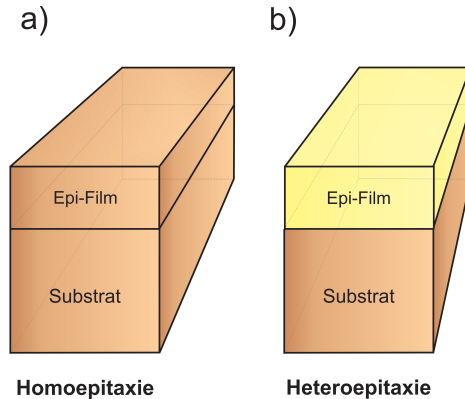 a)
b)
Epi-Film
Epi-Film
Substrat
Substrat
Homoepitaxie
Heteroepitaxie